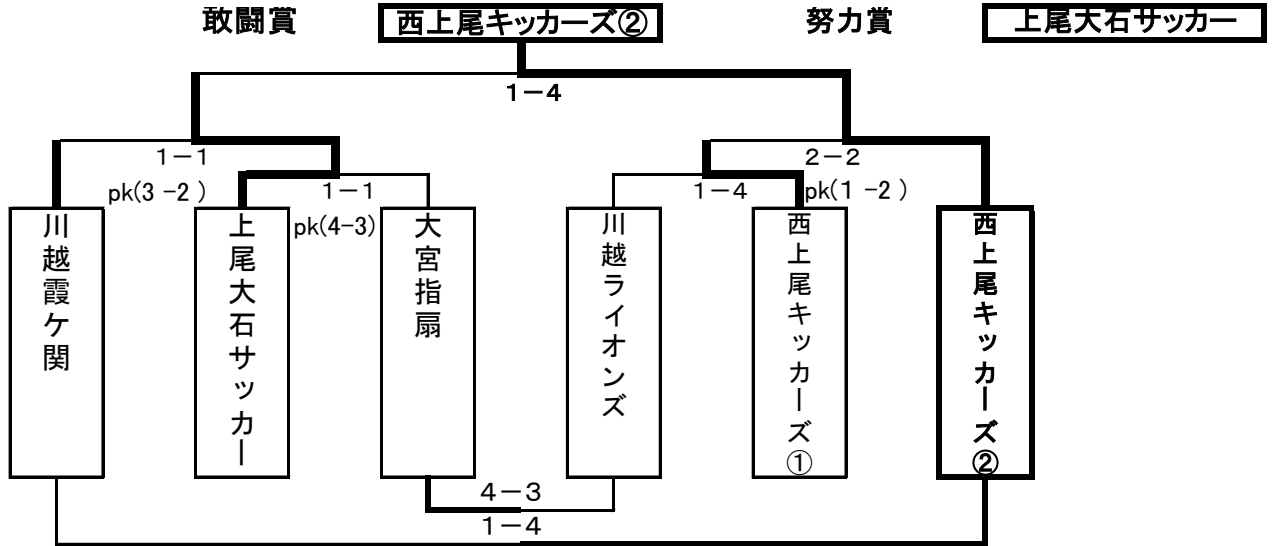 敢闘賞 西上尾キッカーズ② 努力賞 上尾大石サッカー
1－4
1－1 2－2
pk(3 -2 ) 1－1 1－4 pk(1 -2 )
pk(4-3)
川越霞ケ関
上尾大石サッカー
大宮指扇
川越ライオンズ
西上尾キッカーズ①
西上尾キッカーズ②
4－3
1－4